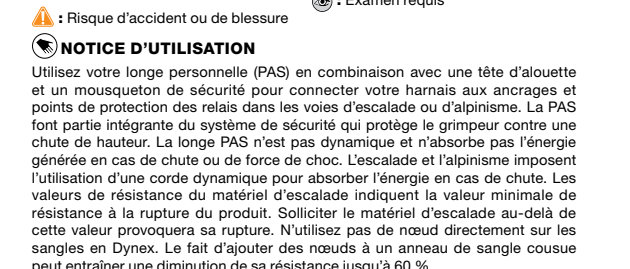 : Examen requis
: Risque d'accident ou de blessure
NOTICE D'UTILISATION
Utilisez votre longe personnelle (PAS) en combinaison avec une tête d'alouette
et un mousqueton de sécurité pour connecter votre harnais aux ancrages et
points de protection des relais dans les voies d'escalade ou d'alpinisme. La PAS
font partie intégrante du système de sécurité qui protège le grimpeur contre une
chute de hauteur. La longe PAS n'est pas dynamique et n'absorbe pas l'énergie
générée en cas de chute ou de force de choc. L'escalade et l'alpinisme imposent
l'utilisation d'une corde dynamique pour absorber l'énergie en cas de chute. Les
valeurs de résistance du matériel d'escalade indiquent la valeur minimale de
résistance à la rupture du produit. Solliciter le matériel d'escalade au-delà de
cette valeur provoquera sa rupture. N'utilisez pas de nœud directement sur les
sangles en Dynex. Le fait d'ajouter des nœuds à un anneau de sangle cousue
peut entraîner une diminution de sa résistance jusqu'à 60 %.